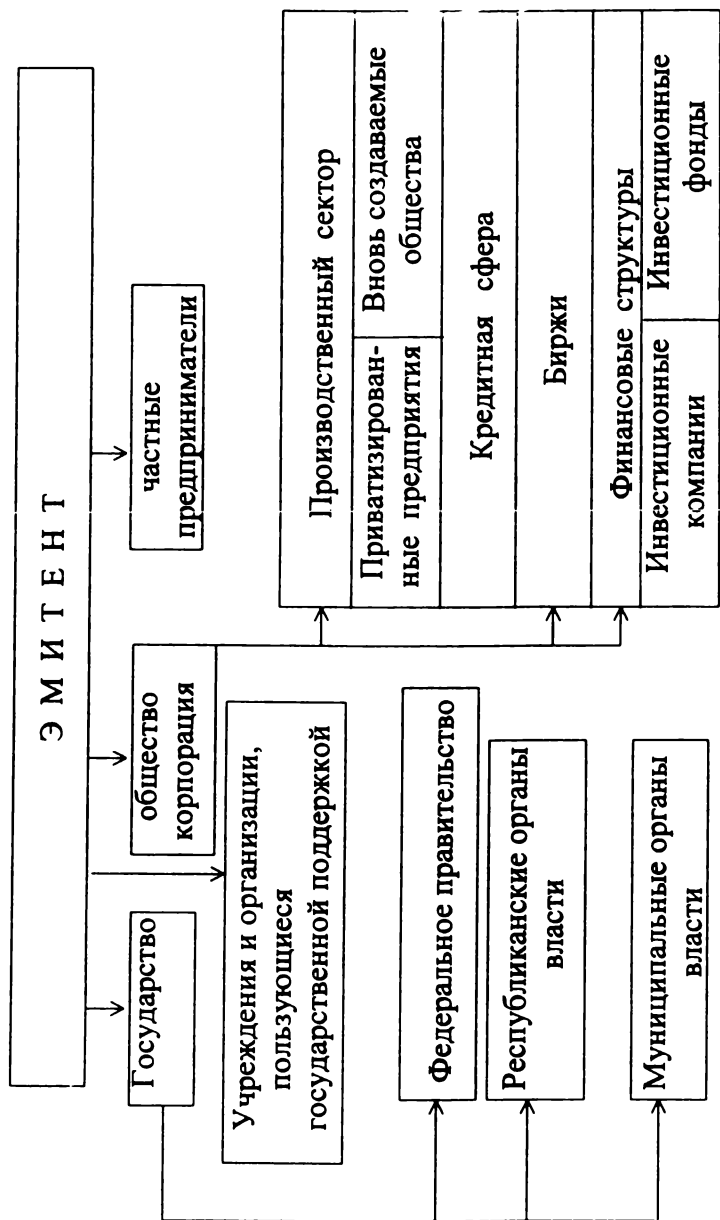 Э М И Т Е Н Т
Государство
общество
корпорация
частные
предприниматели
Учреждения и организации,
пользующиеся
государственной поддержкой
Федеральное правительство
Республиканские органы
власти
Муниципальные органы
власти
Производственный сектор
Приватизирован-
ные предприятия
Вновь создаваемые
общества
Кредитная сфера
Биржи
Финансовые структуры
Инвестиционные
компании
Инвестиционные
фонды